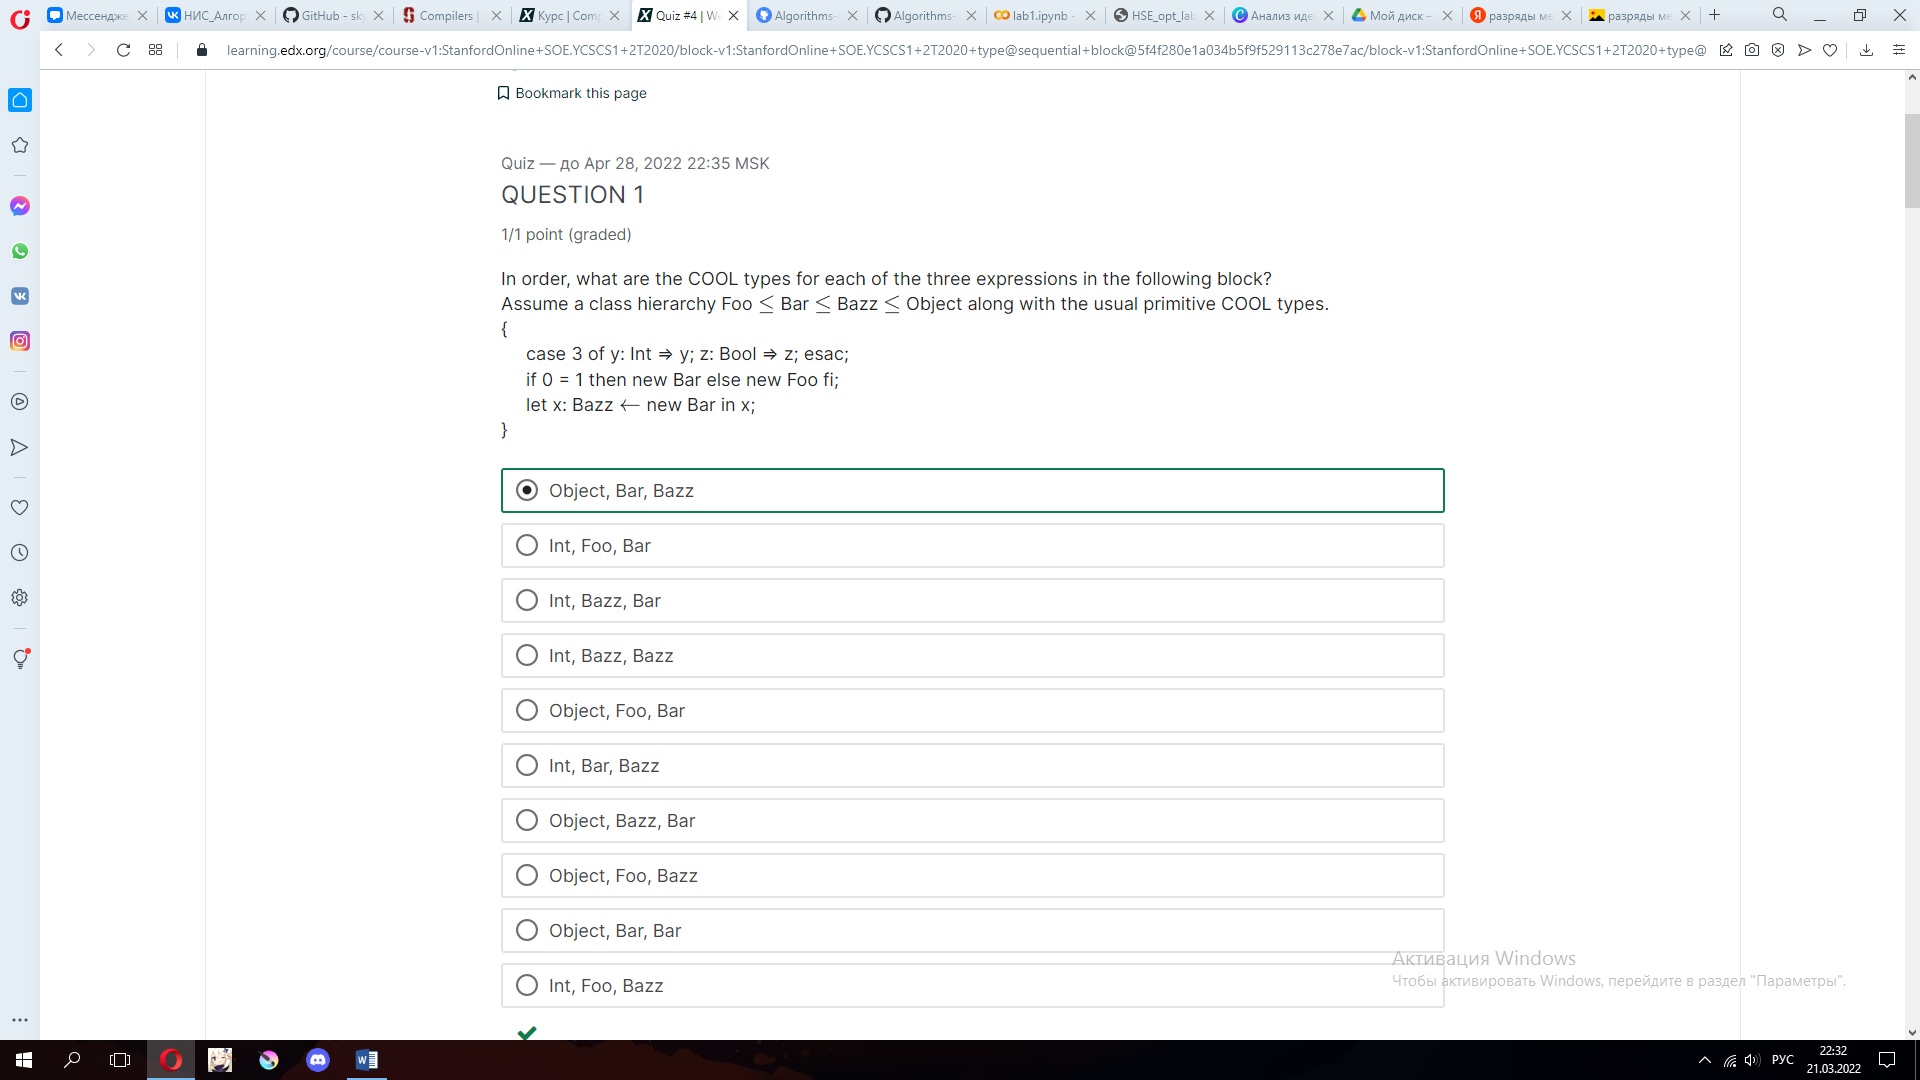 Мессендже
НИС_Алгор
GitHub - sk
Compilers |
Курс | Comp
Quiz #4 | We
Algorithms-
Algorithms-
lab1.ipynb -
HSE_opt_lab
Анализ иде
Мой диск –
разряды ме
разряды ме
learning.edx.org/course/course-v1:StanfordOnline+SOE.YCSCS1+2T2020/block-v1:StanfordOnline+SOE.YCSCS1+2T2020+type@sequential+block@5f4f280e1a034b5f9f529113c278e7ac/block-v1:StanfordOnline+SOE.YCSCS1+2T2020+type@
Bookmark this page
Quiz — до Apr 28, 2022 22:35 MSK
QUESTION 1
1/1 point (graded)
In order, what are the COOL types for each of the three expressions in the following block?
Assume a class hierarchy Foo ≤ Bar ≤ Bazz ≤ Object along with the usual primitive COOL types.
{
case 3 of y: Int ⇒ y; z: Bool ⇒ z; esac;
if 0 = 1 then new Bar else new Foo fi;
let x: Bazz ← new Bar in x;
}
Object, Bar, Bazz
Int, Foo, Bar
Int, Bazz, Bar
Int, Bazz, Bazz
Object, Foo, Bar
Int, Bar, Bazz
Object, Bazz, Bar
Object, Foo, Bazz
Object, Bar, Bar
Int, Foo, Bazz
Активация Windows
Чтобы активировать Windows, перейдите в раздел "Параметры".
РУС
22:32
21.03.2022